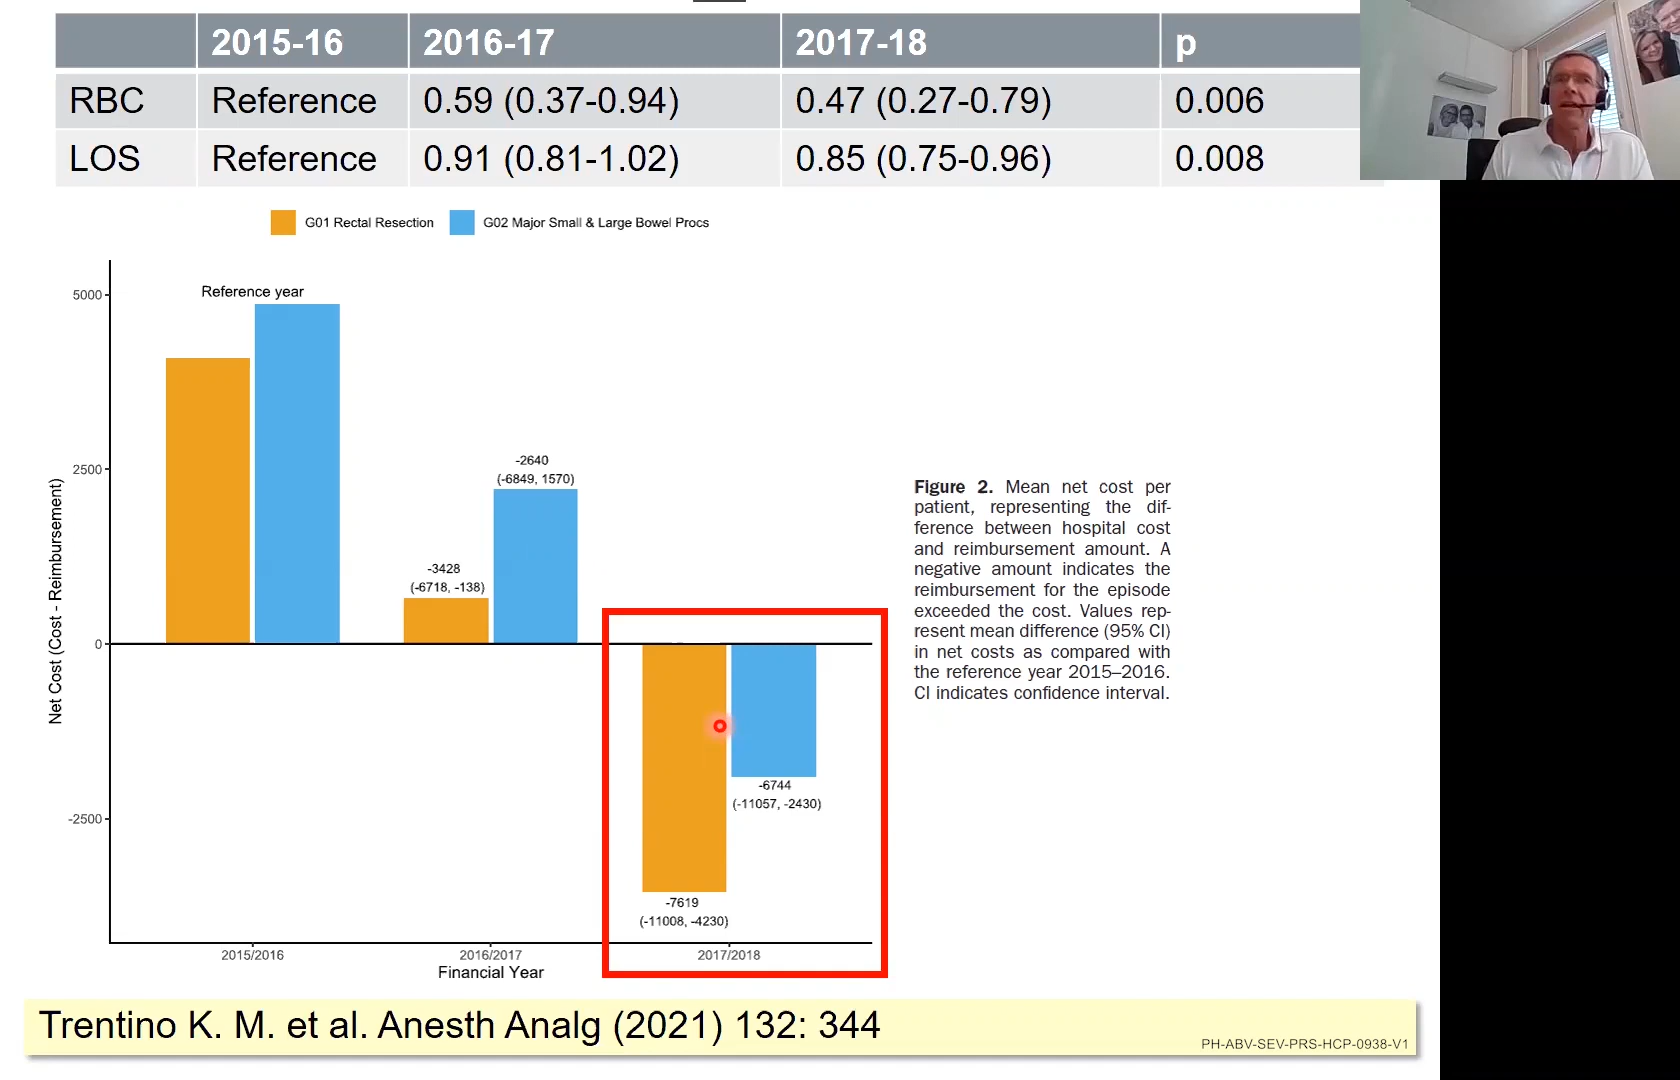 2015-16 2016-17 2017-18 p
RBC Reference 0.59 (0.37-0.94) 0.47 (0.27-0.79) 0.006
LOS Reference 0.91 (0.81-1.02) 0.85 (0.75-0.96) 0.008
G01 Rectal Resection G02 Major Small & Large Bowel Procs
Net Cost (Cost - Reimbursement)
5000
2500
0
-2500
Reference year
-2640
(-6849, 1570)
-3428
(-6718, -138)
-6744
(-11057, -2430)
-7619
(-11008, -4230)
2015/2016 2016/2017 2017/2018
Financial Year
Figure 2. Mean net cost per
patient, representing the dif-
ference between hospital cost
and reimbursement amount. A
negative amount indicates the
reimbursement for the episode
exceeded the cost. Values rep-
resent mean difference (95% CI)
in net costs as compared with
the reference year 2015–2016.
CI indicates confidence interval.
Trentino K. M. et al. Anesth Analg (2021) 132: 344
PH-ABV-SEV-PRS-HCP-0938-V1